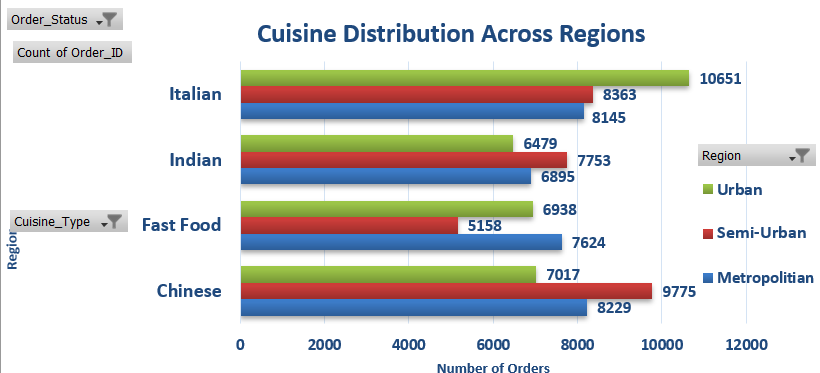 Order_Status
Count of Order_ID
Cuisine Distribution Across Regions
Italian
10651
8363
8145
Indian
6479
7753
6895
Cuisine_Type
Fast Food
6938
5158
7624
Chinese
7017
9775
8229
Region
0 2000 4000 6000 8000 10000 12000
Number of Orders
Region
Urban
Semi-Urban
Metropolitian